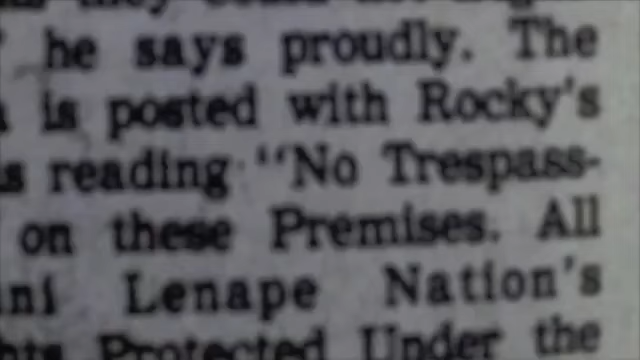 he says proudly. The
is posted with Rocky's
reading "No Trespass-
on these Premises. All
Lenape Nation's
Protected Under the